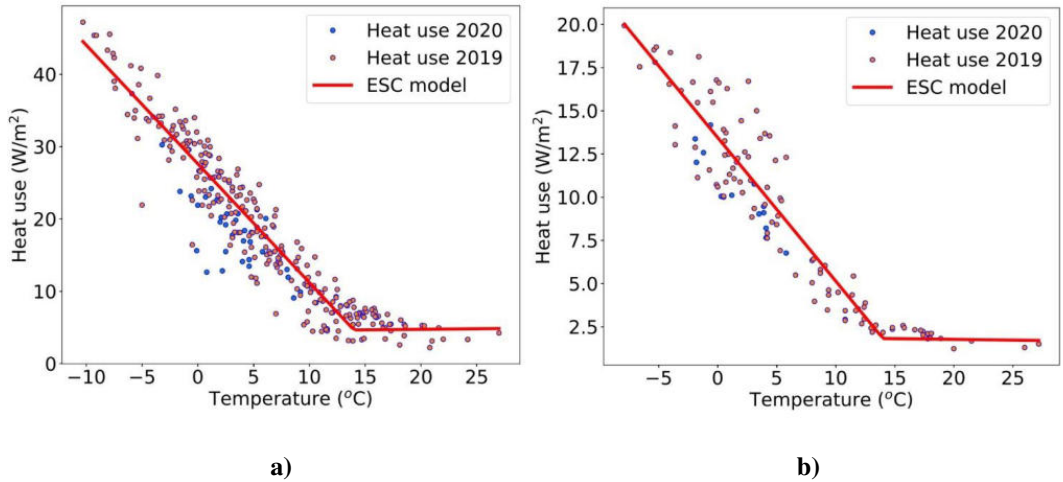 Heat use 2020
Heat use 2019
ESC model
40
30
20
10
0
Heat use (W/m²)
−10 −5 0 5 10 15 20 25
Temperature (°C)
a)
Heat use 2020
Heat use 2019
ESC model
20.0
17.5
15.0
12.5
10.0
7.5
5.0
2.5
Heat use (W/m²)
−5 0 5 10 15 20 25
Temperature (°C)
b)